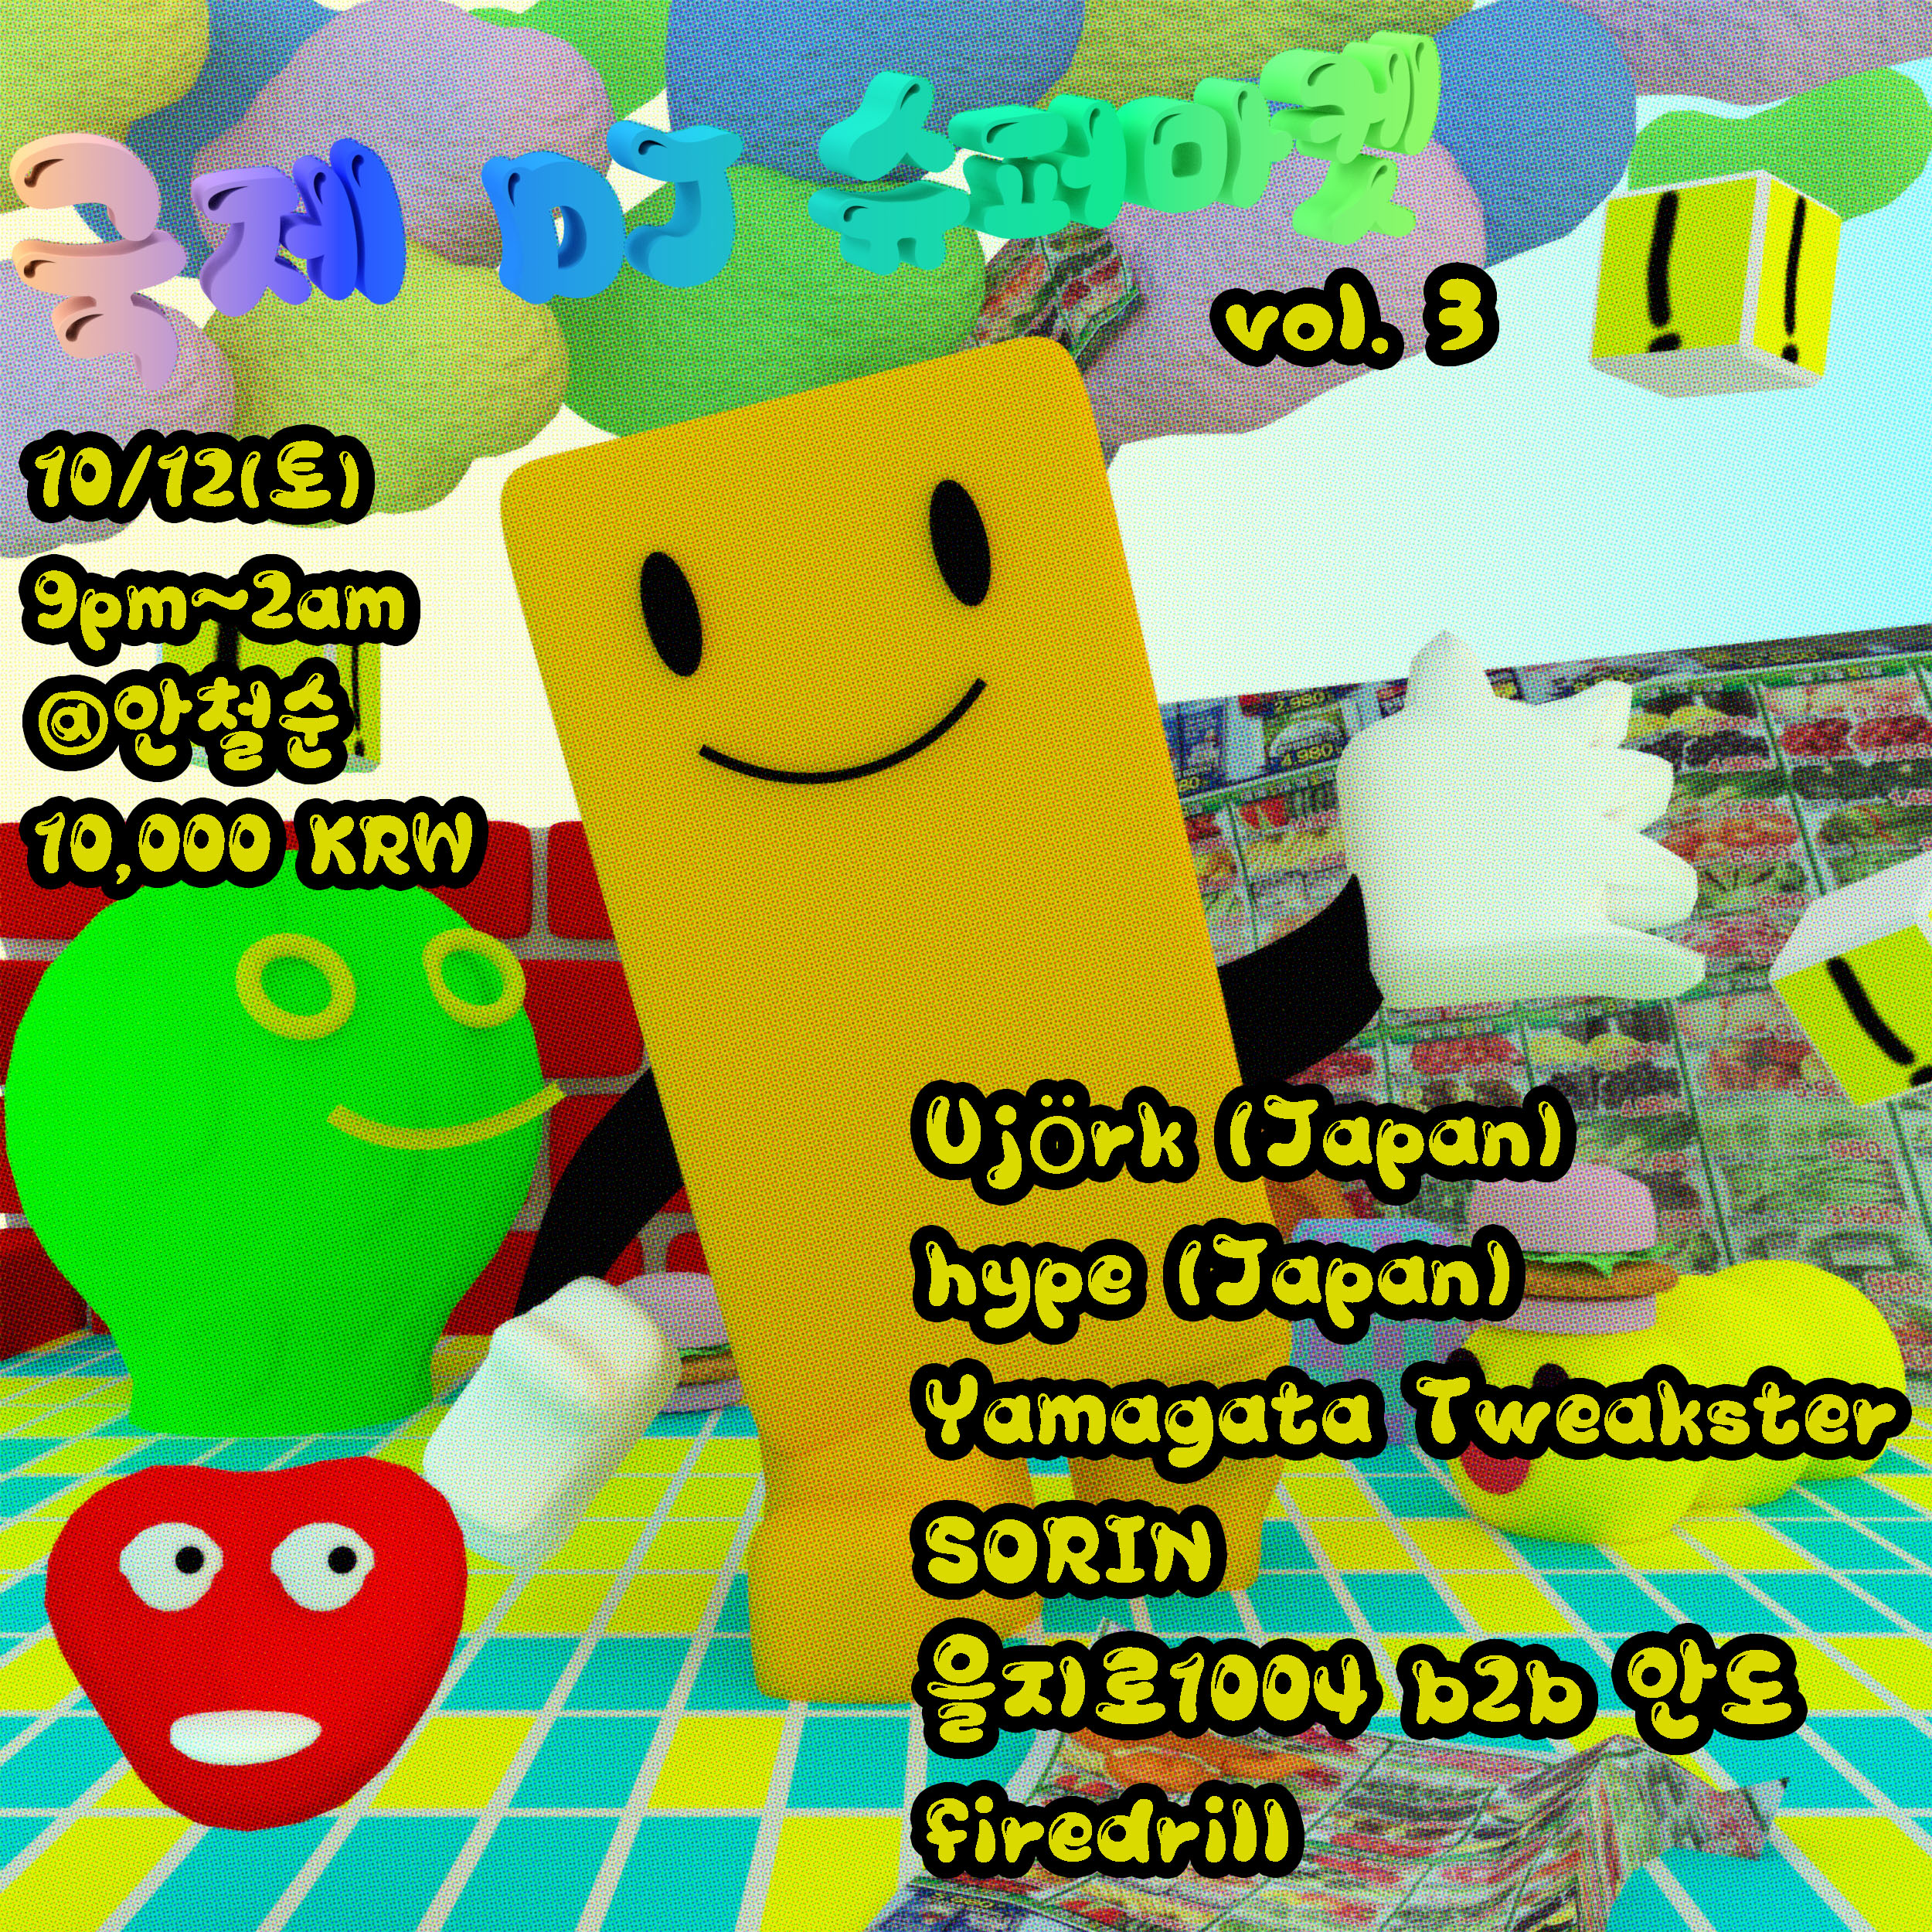 국제 DJ 슈퍼마켓
vol. 3
10/12(토)
9pm~2am
@안철순
10,000 KRW
Ujörk (Japan)
hype (Japan)
Yamagata Tweakster
SORIN
을지로1004 b2b 안도
firedrill